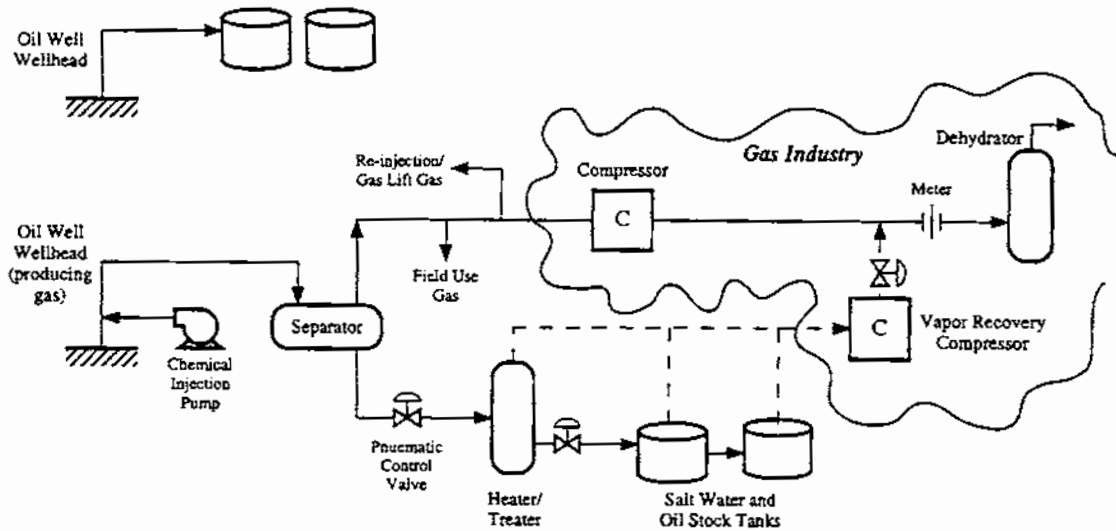 Oil Well
Wellhead
Gas Industry
Dehydrator
Re-injection/
Gas Lift Gas
Compressor
C
Meter
Oil Well
Wellhead
(producing
gas)
Field Use
Gas
Separator
Chemical
Injection
Pump
C
Vapor Recovery
Compressor
Pnuematic
Control
Valve
Heater/
Treater
Salt Water and
Oil Stock Tanks